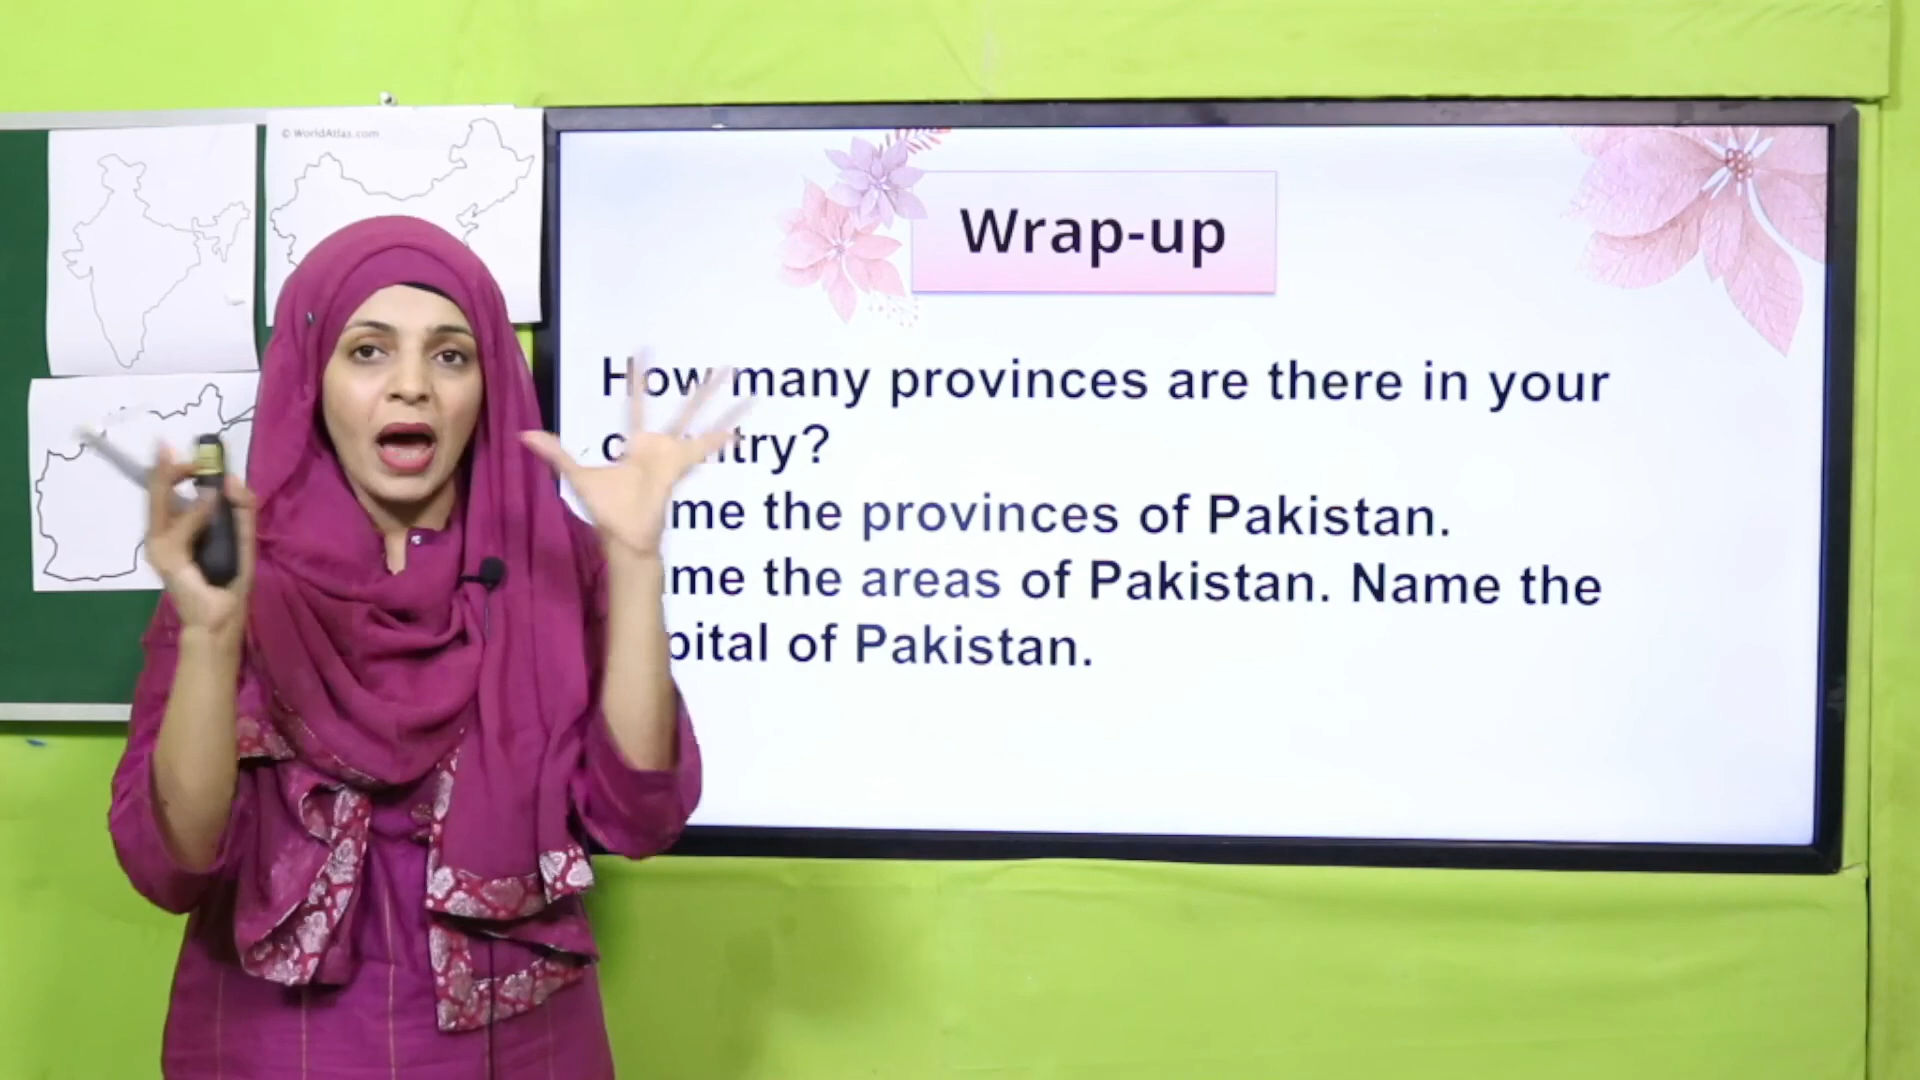 © WorldAtlas.com
Wrap-up
How many provinces are there in your
try?
me the provinces of Pakistan.
me the areas of Pakistan. Name the
pital of Pakistan.